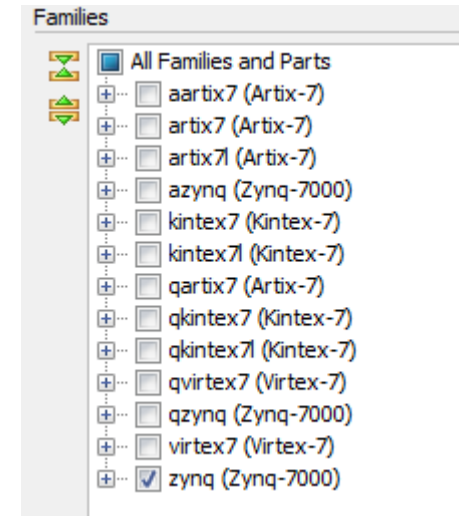 Families
All Families and Parts
aartix7 (Artix-7)
artix7 (Artix-7)
artix7l (Artix-7)
azynq (Zynq-7000)
kintex7 (Kintex-7)
kintex7l (Kintex-7)
qartix7 (Artix-7)
qkintex7 (Kintex-7)
qkintex7l (Kintex-7)
qvirtex7 (Virtex-7)
qzynq (Zynq-7000)
virtex7 (Virtex-7)
zynq (Zynq-7000)